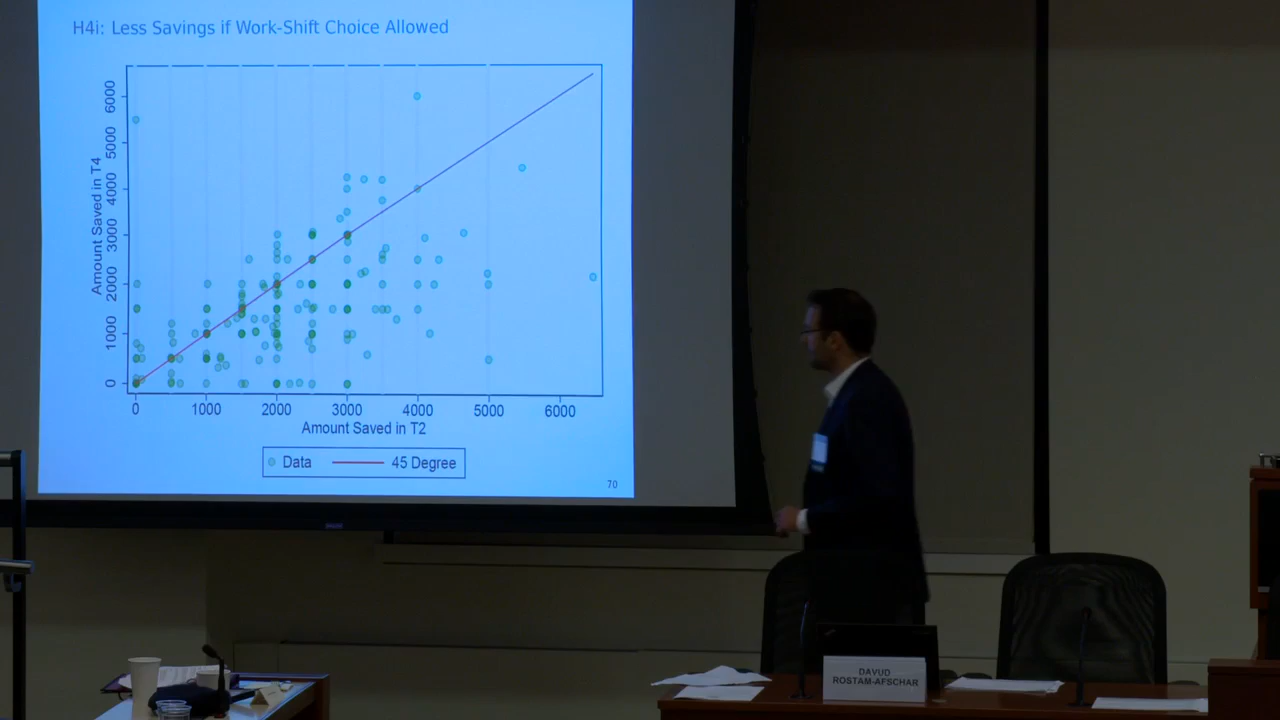 H4i: Less Savings if Work-Shift Choice Allowed
Amount Saved in T4
6000
5000
4000
3000
2000
1000
0
0 1000 2000 3000 4000 5000 6000
Amount Saved in T2
Data 45 Degree
70
DAVUD
ROSTAM-AFSCHAR